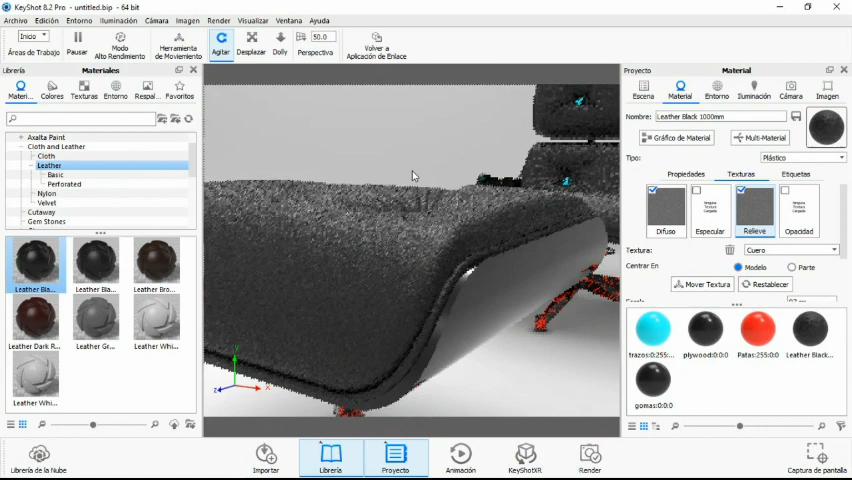 KeyShot 8.2 Pro - untitled.bip - 64 bit
Archivo Edición Entorno Iluminación Cámara Imagen Render Visualizar Ventana Ayuda
Inicio 50.0
Áreas de Trabajo Pausar Modo Alto Rendimiento Herramienta de Movimiento Agitar Desplazar Dolly Perspectiva Volver a Aplicación de Enlace
Librería Materiales
Materi... Colores Texturas Entorno Respal... Favoritos
Axalta Paint
Cloth and Leather
Cloth
Leather
Basic
Perforated
Nylon
Velvet
Cutaway
Gem Stones
Leather Bla... Leather Bla... Leather Bro...
Leather Dark R... Leather Gr... Leather Whi...
Leather Whi...
Y
Z X
Proyecto Material
Escena Material Entorno Iluminación Cámara Imagen
Nombre: Leather Black 1000mm
Gráfico de Material Multi-Material
Tipo: Plástico
Propiedades Texturas Etiquetas
Ninguna Textura Cargada Ninguna Textura Cargada
Difuso Especular Relieve Opacidad
Textura: Cuero
Centrar En Modelo Parte
Mover Textura Restablecer
trazos:0:255:... plywood:0:0:0 Patas:255:0:0 Leather Black...
gomas:0:0:0
Librería de la Nube Importar Librería Proyecto Animación KeyShotXR Render Captura de pantalla